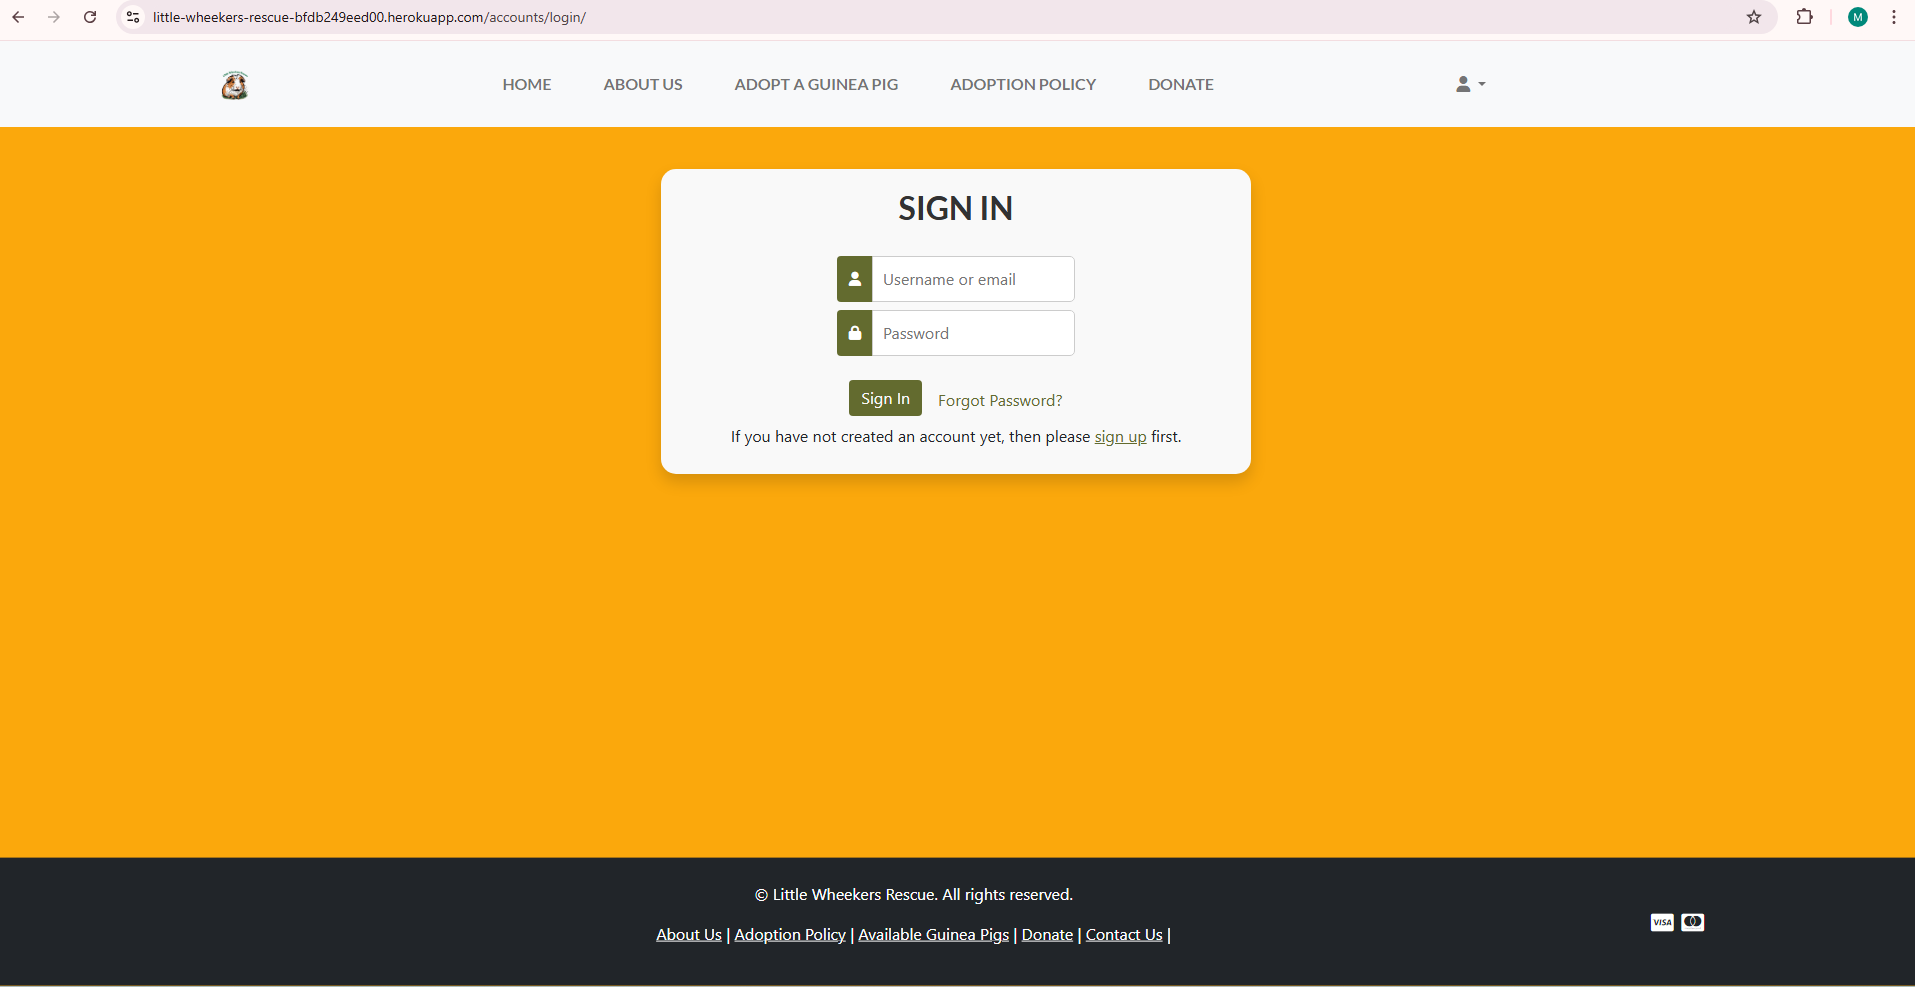 little-wheekers-rescue-bfdb249eed00.herokuapp.com/accounts/login/
M
HOME ABOUT US ADOPT A GUINEA PIG ADOPTION POLICY DONATE
SIGN IN
Username or email
Password
Sign In Forgot Password?
If you have not created an account yet, then please sign up first.
© Little Wheekers Rescue. All rights reserved.
VISA
About Us | Adoption Policy | Available Guinea Pigs | Donate | Contact Us |